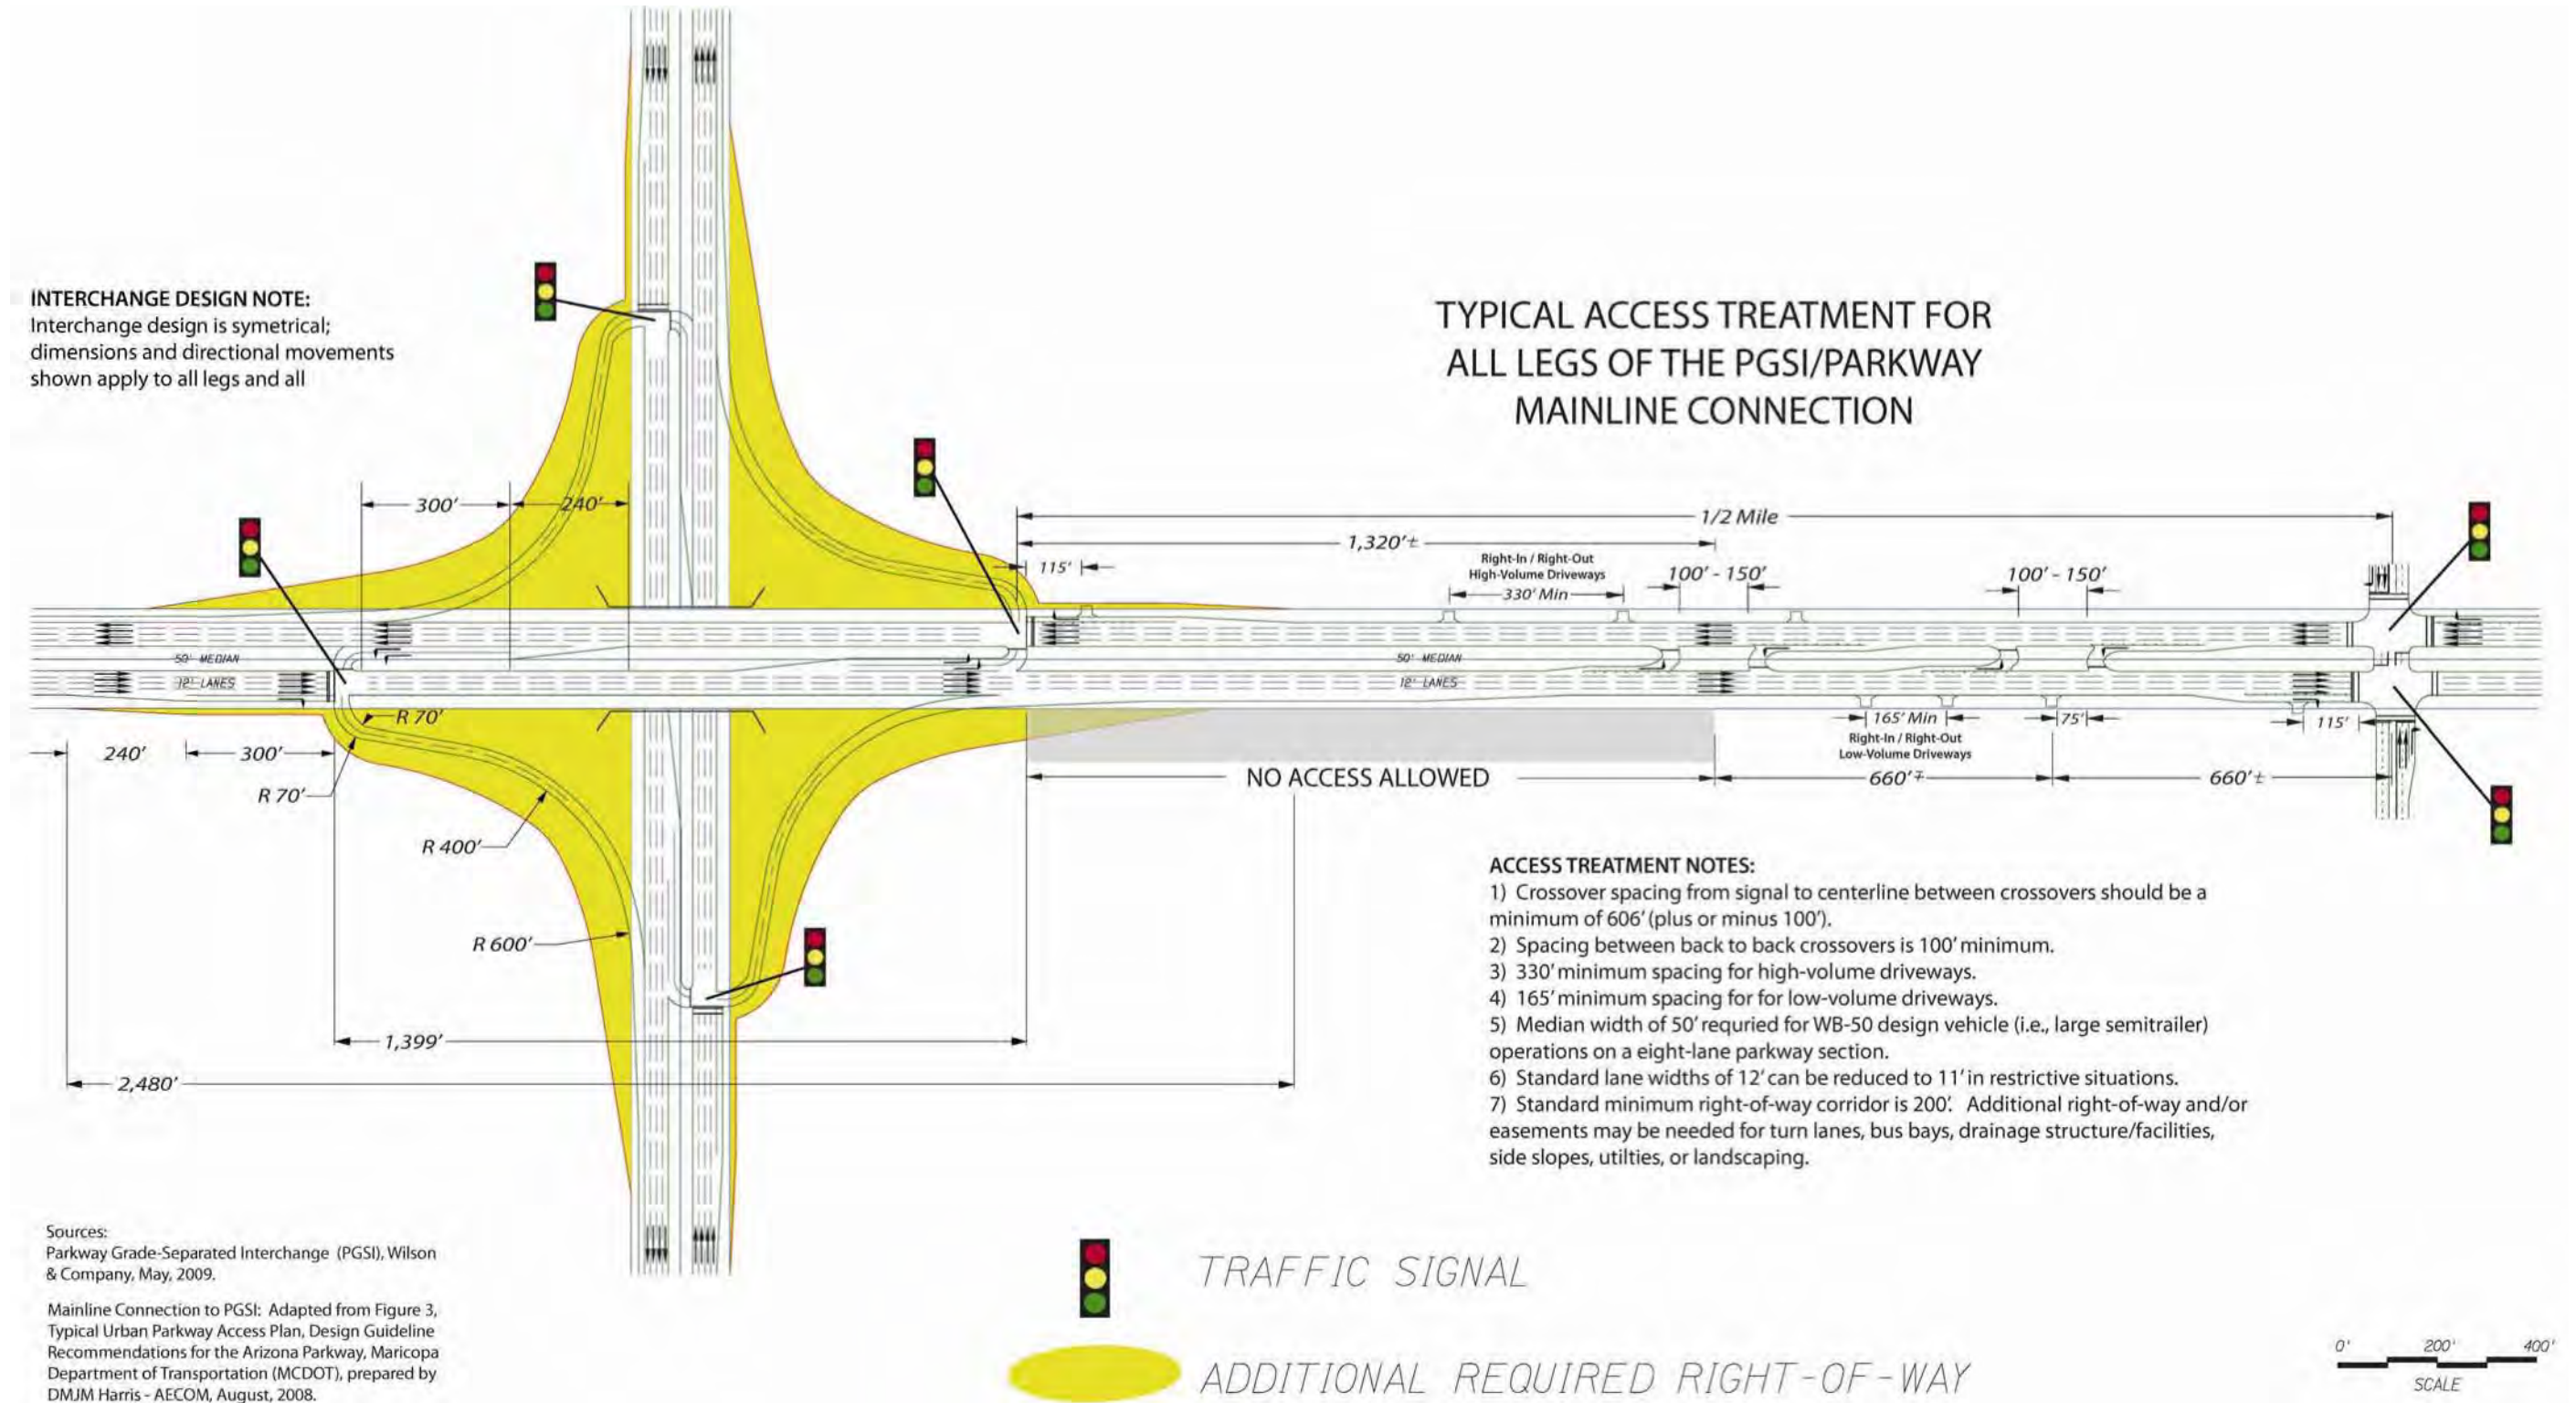 INTERCHANGE DESIGN NOTE:
Interchange design is symetrical;
dimensions and directional movements
shown apply to all legs and all
TYPICAL ACCESS TREATMENT FOR
ALL LEGS OF THE PGSI/PARKWAY
MAINLINE CONNECTION
300'
240'
1/2 Mile
1,320'±
115'
Right-In / Right-Out
High-Volume Driveways
330' Min
100' - 150'
100' - 150'
50' MEDIAN
12' LANES
50' MEDIAN
12' LANES
R 70'
240'
300'
R 70'
R 400'
R 600'
165' Min
Right-In / Right-Out
Low-Volume Driveways
75'
115'
NO ACCESS ALLOWED
660'∓
660'±
1,399'
2,480'
ACCESS TREATMENT NOTES:
1) Crossover spacing from signal to centerline between crossovers should be a
minimum of 606' (plus or minus 100').
2) Spacing between back to back crossovers is 100' minimum.
3) 330' minimum spacing for high-volume driveways.
4) 165' minimum spacing for for low-volume driveways.
5) Median width of 50' requried for WB-50 design vehicle (i.e., large semitrailer)
operations on a eight-lane parkway section.
6) Standard lane widths of 12' can be reduced to 11' in restrictive situations.
7) Standard minimum right-of-way corridor is 200'. Additional right-of-way and/or
easements may be needed for turn lanes, bus bays, drainage structure/facilities,
side slopes, utilties, or landscaping.
Sources:
Parkway Grade-Separated Interchange (PGSI), Wilson
& Company, May, 2009.
Mainline Connection to PGSI: Adapted from Figure 3,
Typical Urban Parkway Access Plan, Design Guideline
Recommendations for the Arizona Parkway, Maricopa
Department of Transportation (MCDOT), prepared by
DMJM Harris - AECOM, August, 2008.
TRAFFIC SIGNAL
ADDITIONAL REQUIRED RIGHT-OF-WAY
0' 200' 400'
SCALE